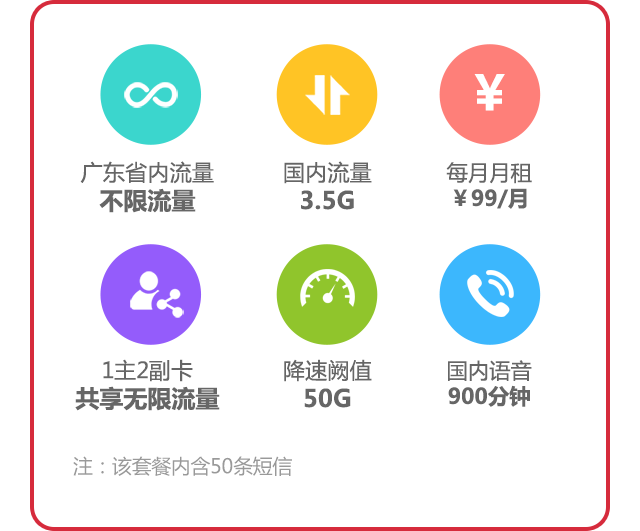 ¥
广东省内流量
不限流量
国内流量
3.5G
每月月租
￥99/月
1主2副卡
共享无限流量
降速阙值
50G
国内语音
900分钟
注：该套餐内含50条短信